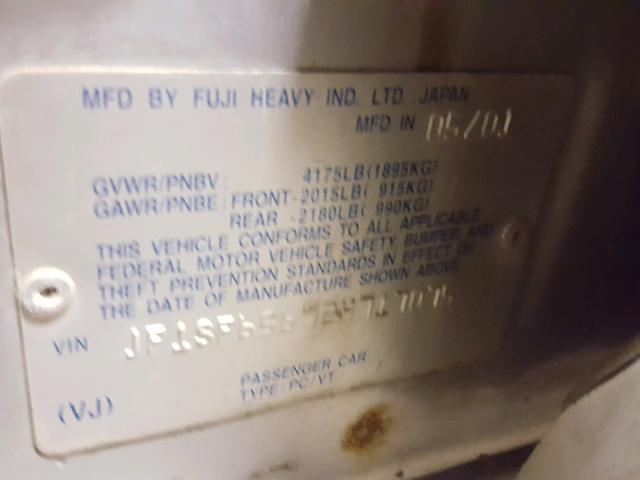 MFD BY FUJI HEAVY IND. LTD. JAPAN
MFD IN 05/01
GVWR/PNBV: 4175LB(1895KG)
GAWR/PNBE: FRONT-2015LB( 915KG)
REAR -2180LB( 990KG)
THIS VEHICLE CONFORMS TO ALL APPLICABLE
FEDERAL MOTOR VEHICLE SAFETY, BUMPER, AND
THEFT PREVENTION STANDARDS IN EFFECT ON
THE DATE OF MANUFACTURE SHOWN ABOVE
VIN
PASSENGER CAR
TYPE: PC/VT
(VJ)